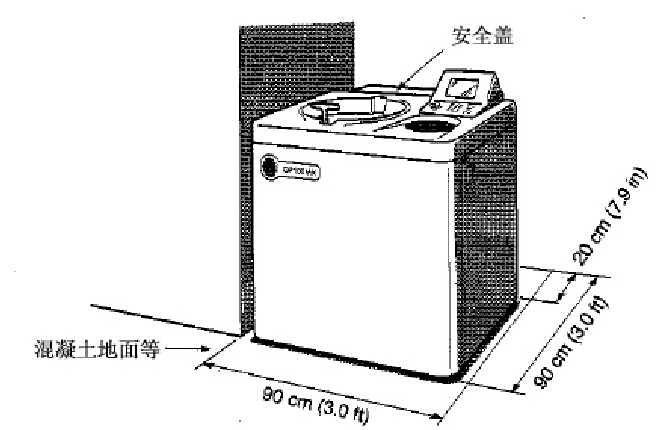 安全盖
20 cm (7.9 in)
混凝土地面等
90 cm (3.0 ft)
90 cm (3.0 ft)